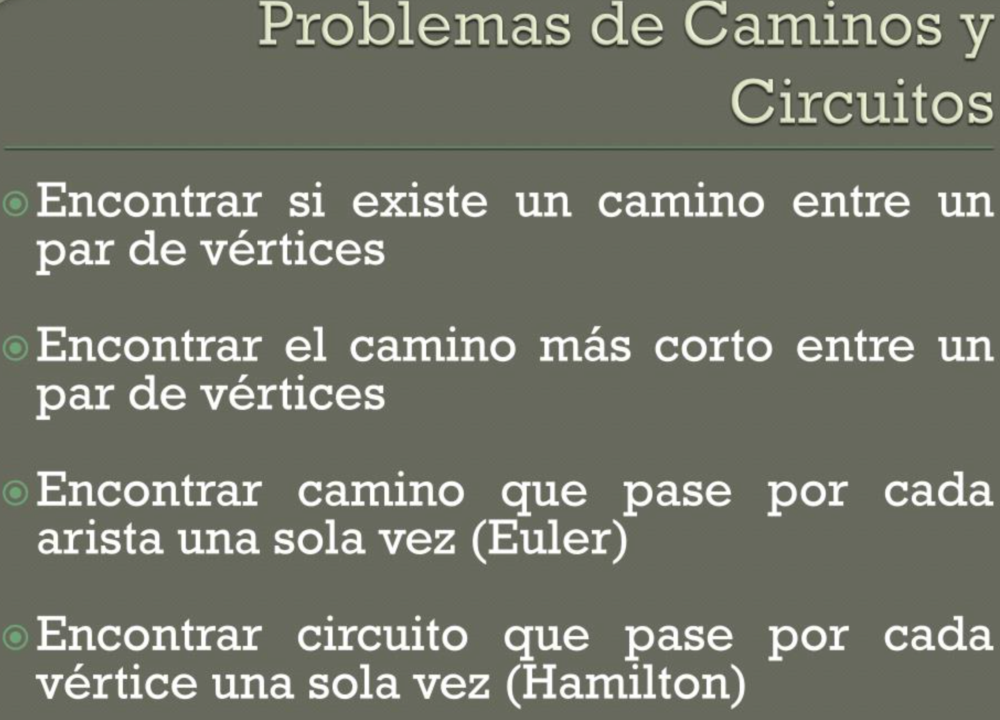 Problemas de Caminos y
Circuitos
Encontrar si existe un camino entre un
par de vértices
Encontrar el camino más corto entre un
par de vértices
Encontrar camino que pase por cada
arista una sola vez (Euler)
Encontrar circuito que pase por cada
vértice una sola vez (Hamilton)